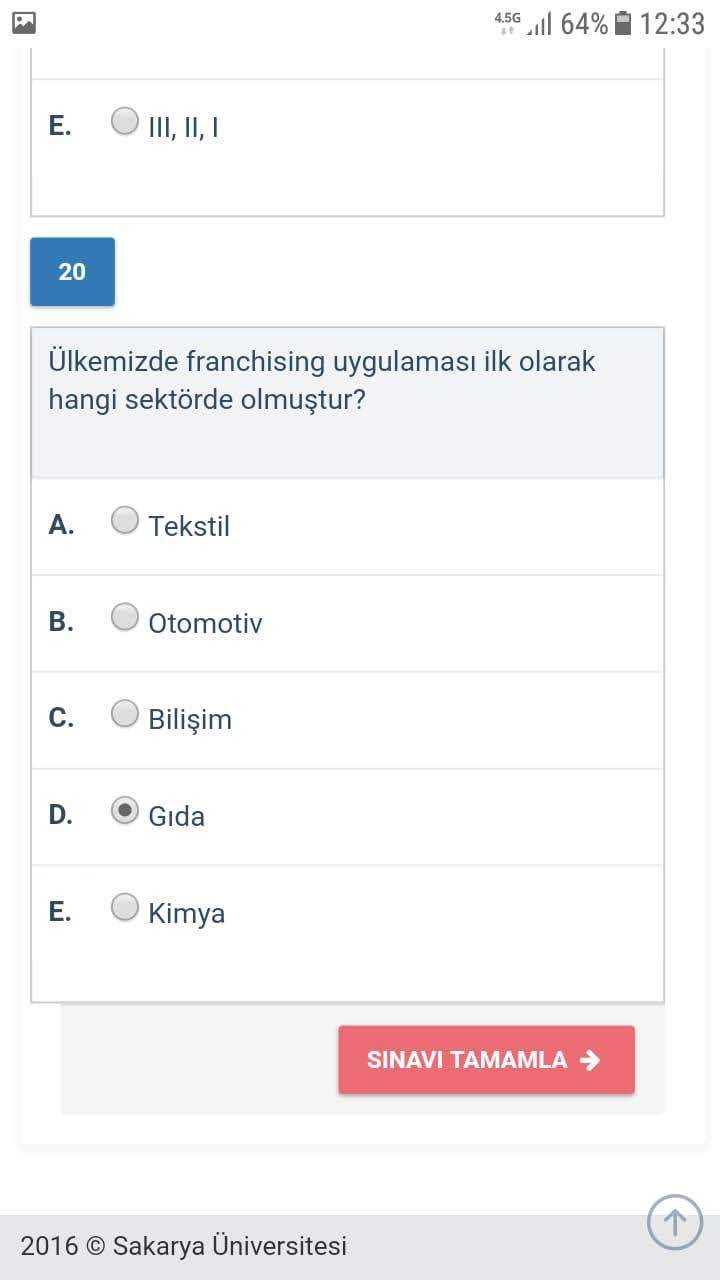 4.5G 64% 12:33
E. III, II, I
20
Ülkemizde franchising uygulaması ilk olarak
hangi sektörde olmuştur?
A. Tekstil
B. Otomotiv
C. Bilişim
D. Gıda
E. Kimya
SINAVI TAMAMLA
2016 © Sakarya Üniversitesi